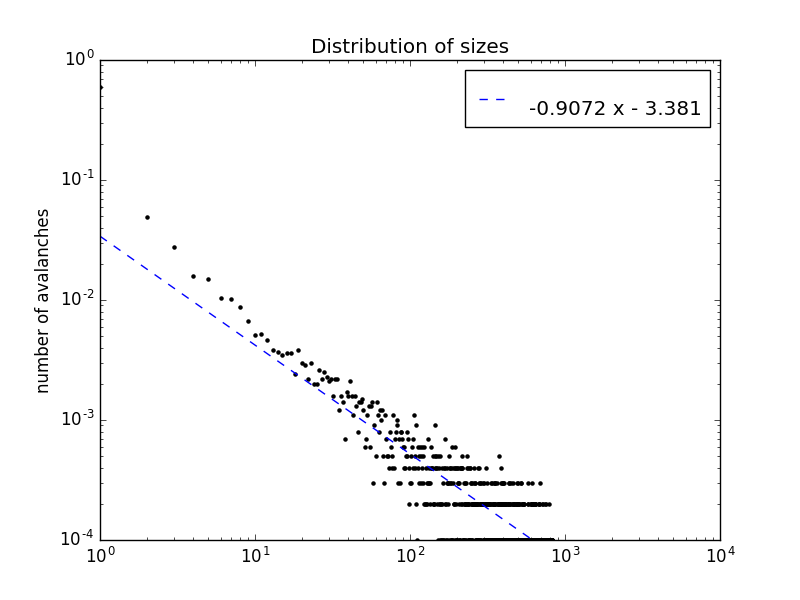 Distribution of sizes
-0.9072 x - 3.381
number of avalanches
10^0
10^-1
10^-2
10^-3
10^-4
10^0 10^1 10^2 10^3 10^4